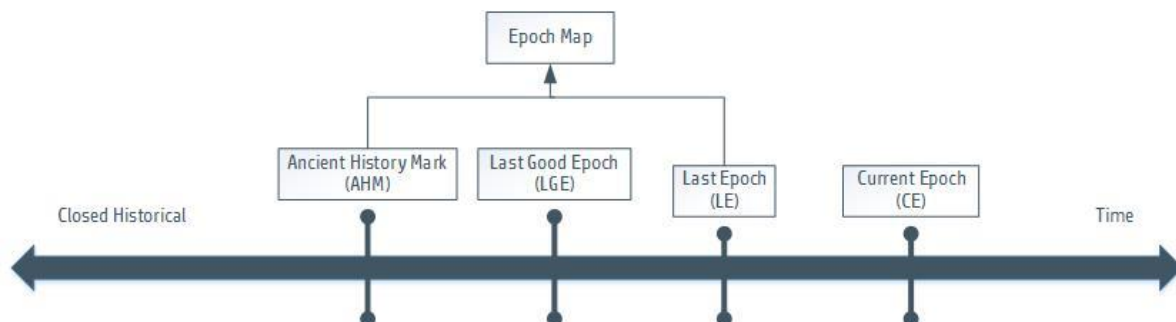 Epoch Map
Ancient History Mark
(AHM)
Last Good Epoch
(LGE)
Last Epoch
(LE)
Current Epoch
(CE)
Closed Historical
Time